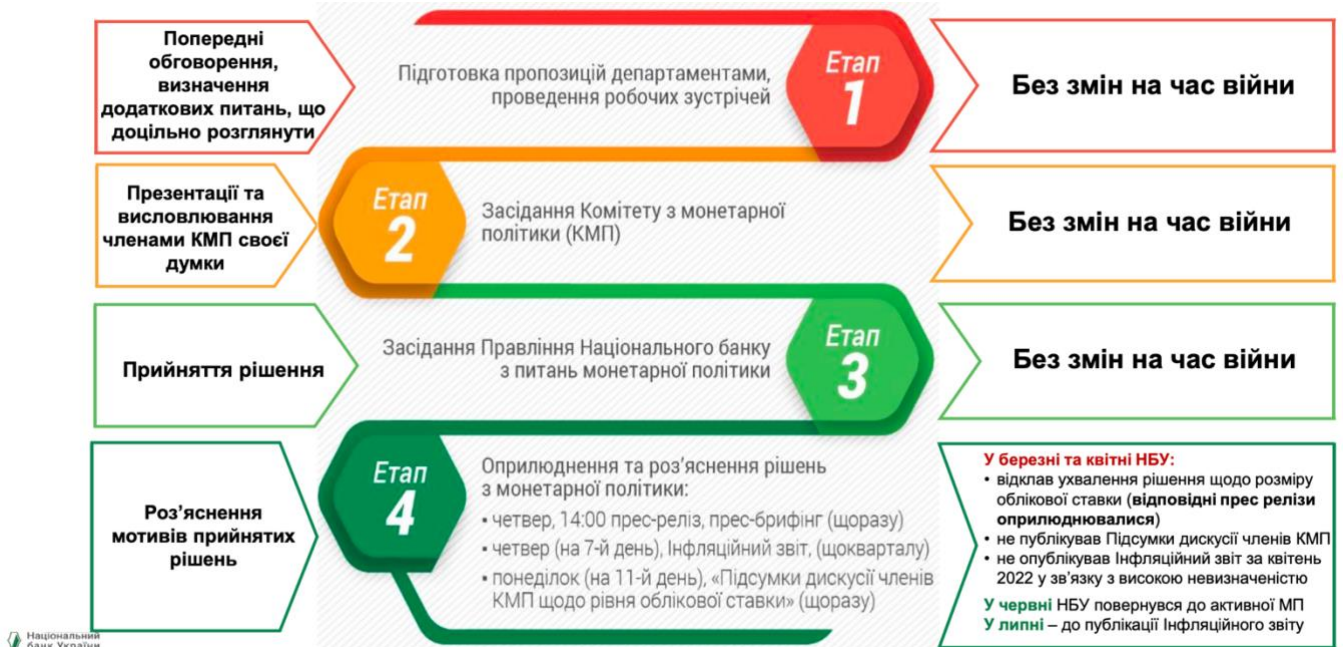 Попередні
обговорення,
визначення
додаткових питань, що
доцільно розглянути
Підготовка пропозицій департаментами,
проведення робочих зустрічей
Етап
1
Без змін на час війни
Презентації та
висловлювання
членами КМП своєї
думки
Етап
2
Засідання Комітету з монетарної
політики (КМП)
Без змін на час війни
Прийняття рішення
Засідання Правління Національного банку
з питань монетарної політики
Етап
3
Без змін на час війни
Роз’яснення
мотивів прийнятих
рішень
Етап
4
Оприлюднення та роз’яснення рішень
з монетарної політики:
▪ четвер, 14:00 прес-реліз, прес-брифінг (щоразу)
▪ четвер (на 7-й день), Інфляційний звіт, (щокварталу)
▪ понеділок (на 11-й день), «Підсумки дискусії членів
КМП щодо рівня облікової ставки» (щоразу)
У березні та квітні НБУ:
• відклав ухвалення рішення щодо розміру
облікової ставки (відповідні прес релізи
оприлюднювалися)
• не публікував Підсумки дискусії членів КМП
• не опублікував Інфляційний звіт за квітень
2022 у зв’язку з високою невизначеністю
У червні НБУ повернувся до активної МП
У липні – до публікації Інфляційного звіту
Національний
банк України